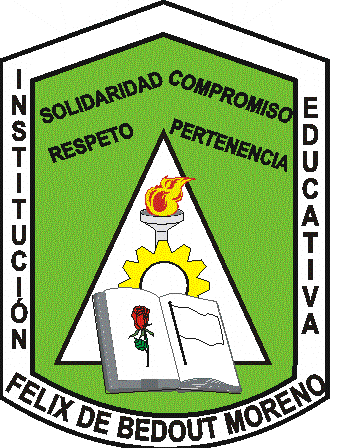 SOLIDARIDAD COMPROMISO
RESPETO PERTENENCIA
INSTITUCIÓN
EDUCATIVA
FELIX DE BEDOUT MORENO